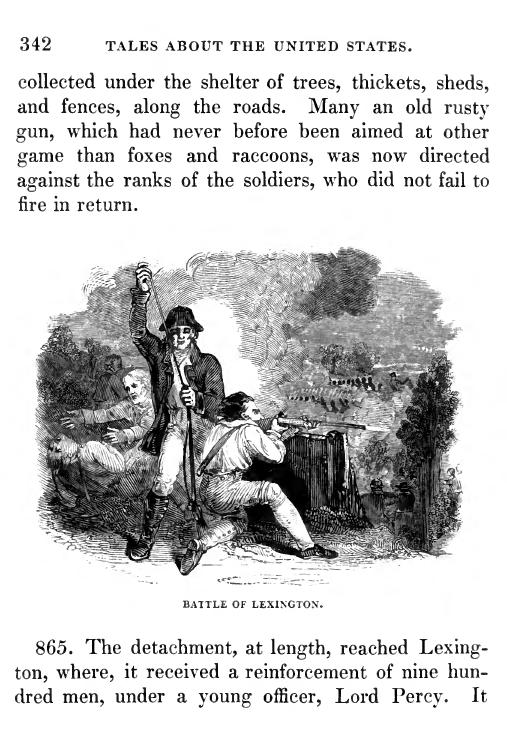 342 TALES ABOUT THE UNITED STATES.
collected under the shelter of trees, thickets, sheds,
and fences, along the roads. Many an old rusty
gun, which had never before been aimed at other
game than foxes and raccoons, was now directed
against the ranks of the soldiers, who did not fail to
fire in return.
BATTLE OF LEXINGTON.
865. The detachment, at length, reached Lexing-
ton, where, it received a reinforcement of nine hun-
dred men, under a young officer, Lord Percy. It